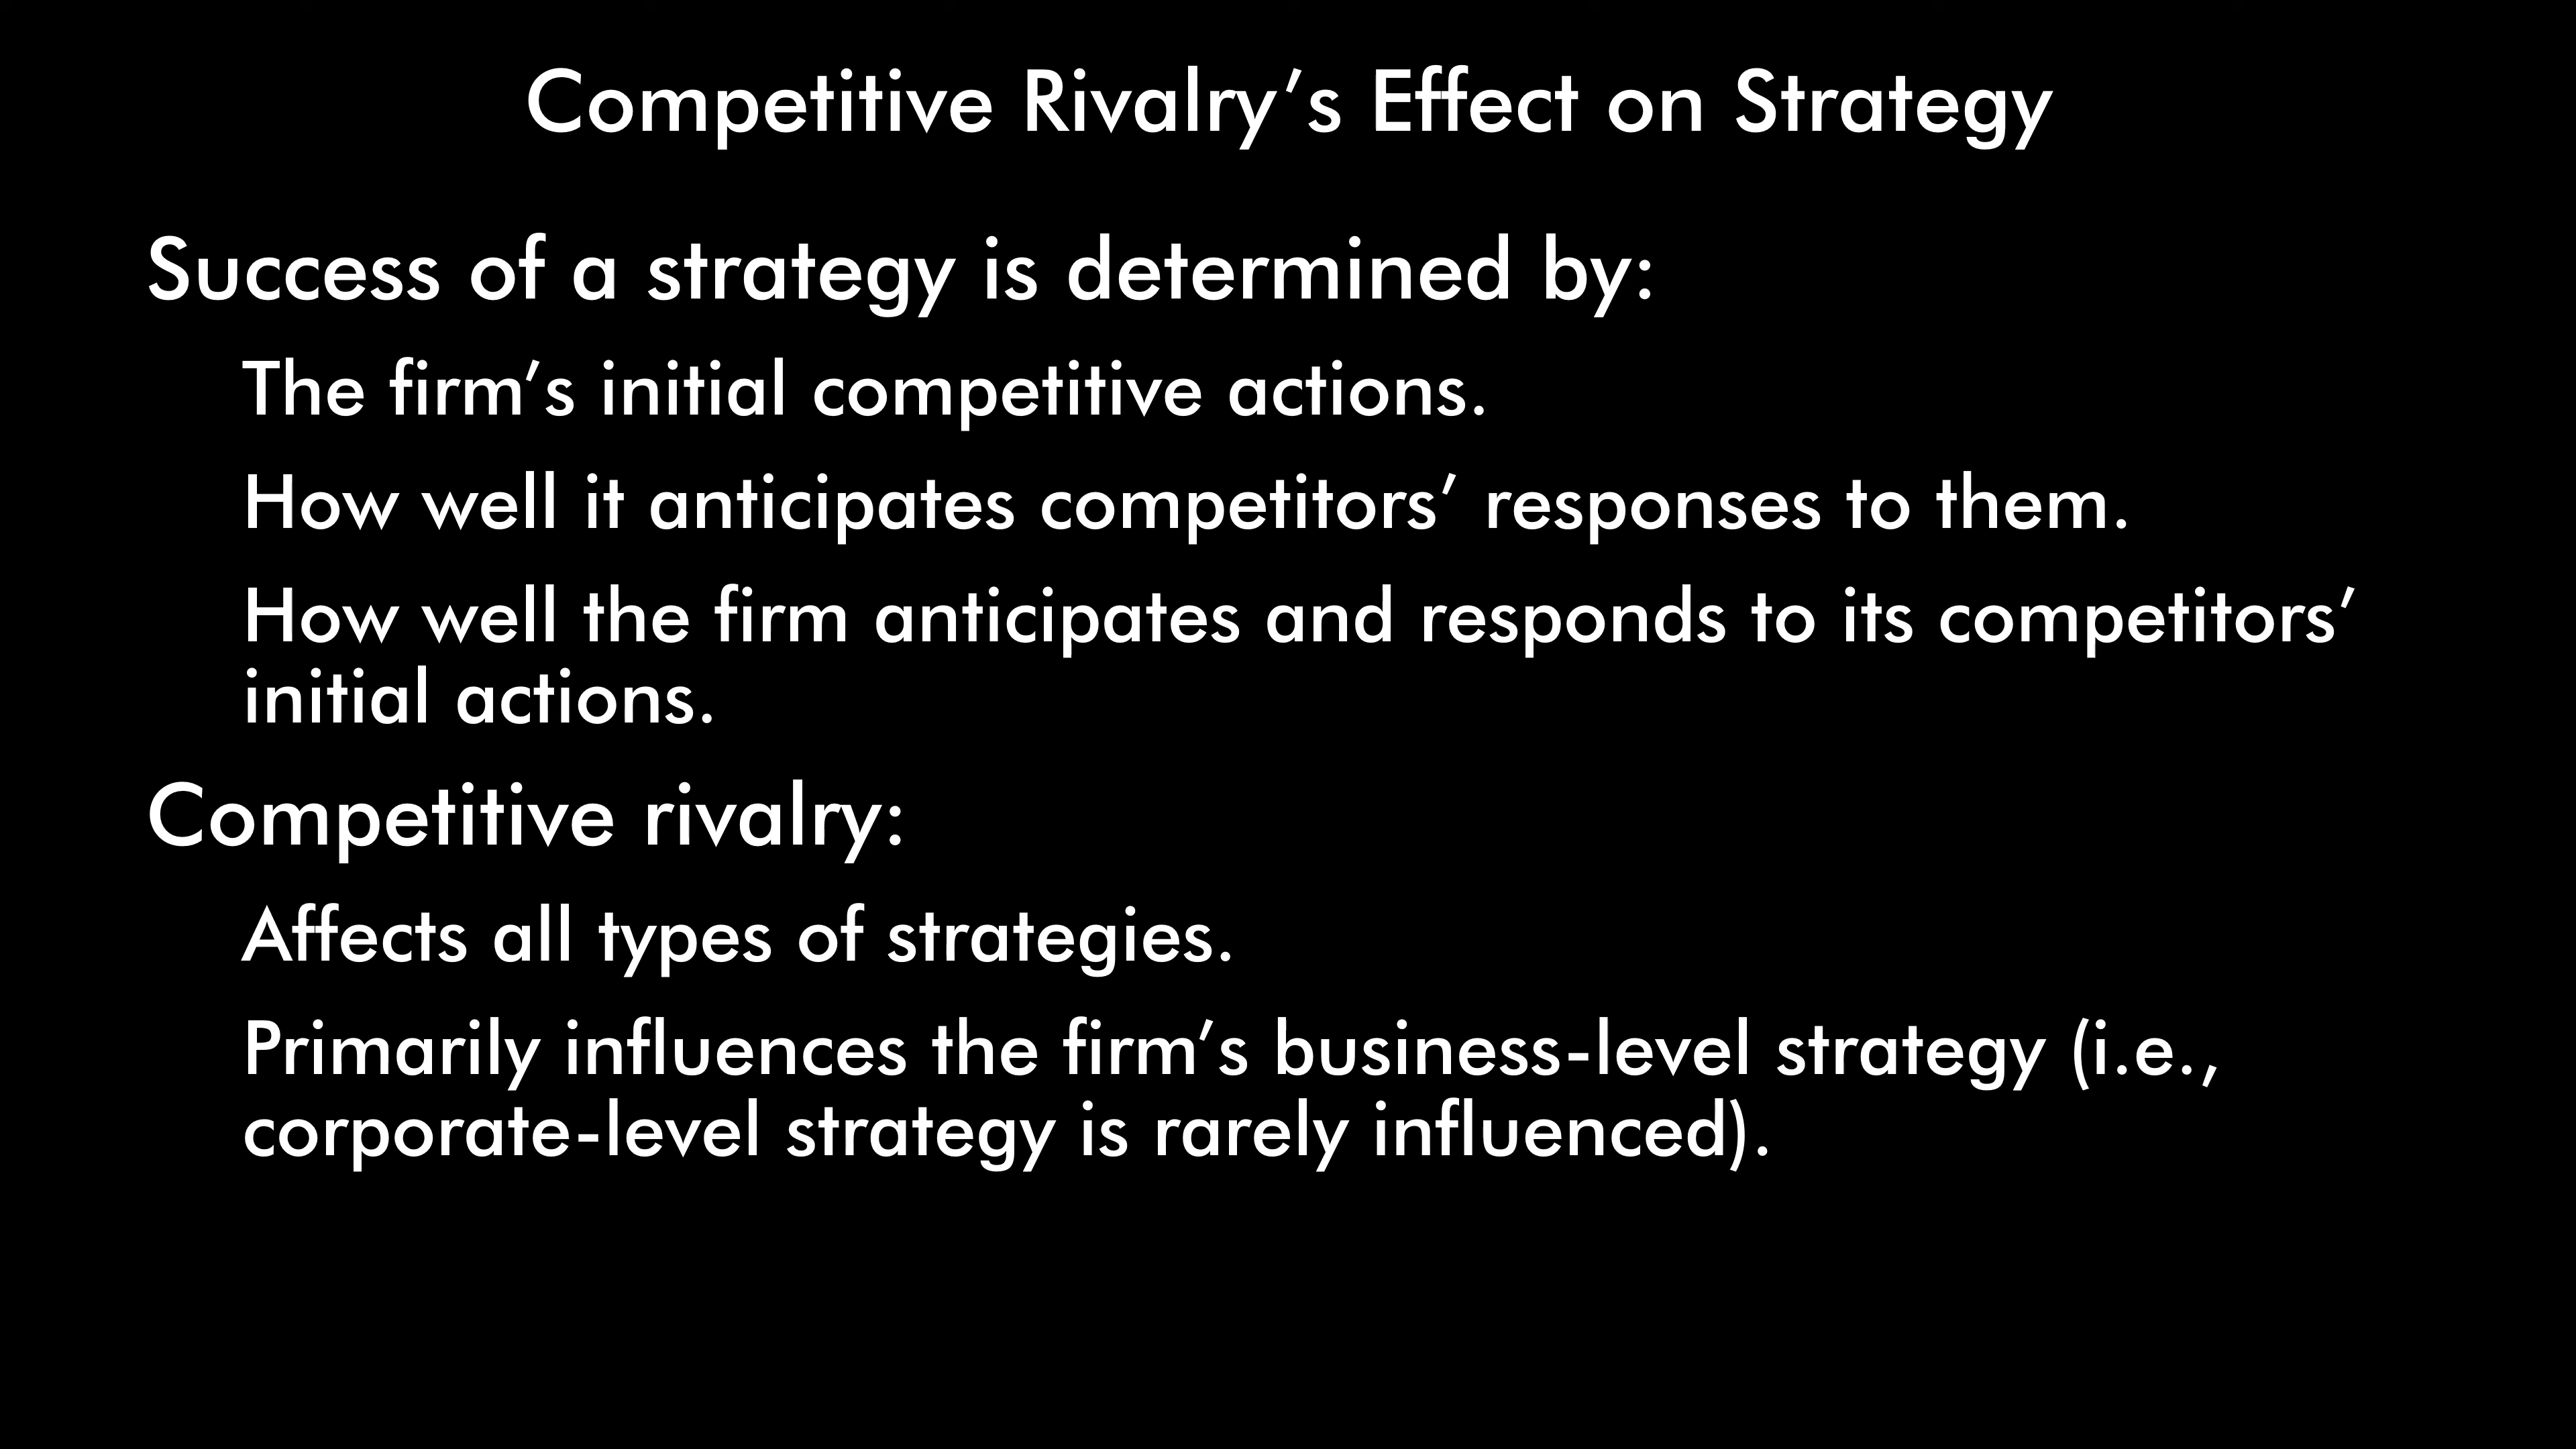 Competitive Rivalry’s Effect on Strategy
Success of a strategy is determined by:
The firm’s initial competitive actions.
How well it anticipates competitors’ responses to them.
How well the firm anticipates and responds to its competitors’
initial actions.
Competitive rivalry:
Affects all types of strategies.
Primarily influences the firm’s business-level strategy (i.e.,
corporate-level strategy is rarely influenced).